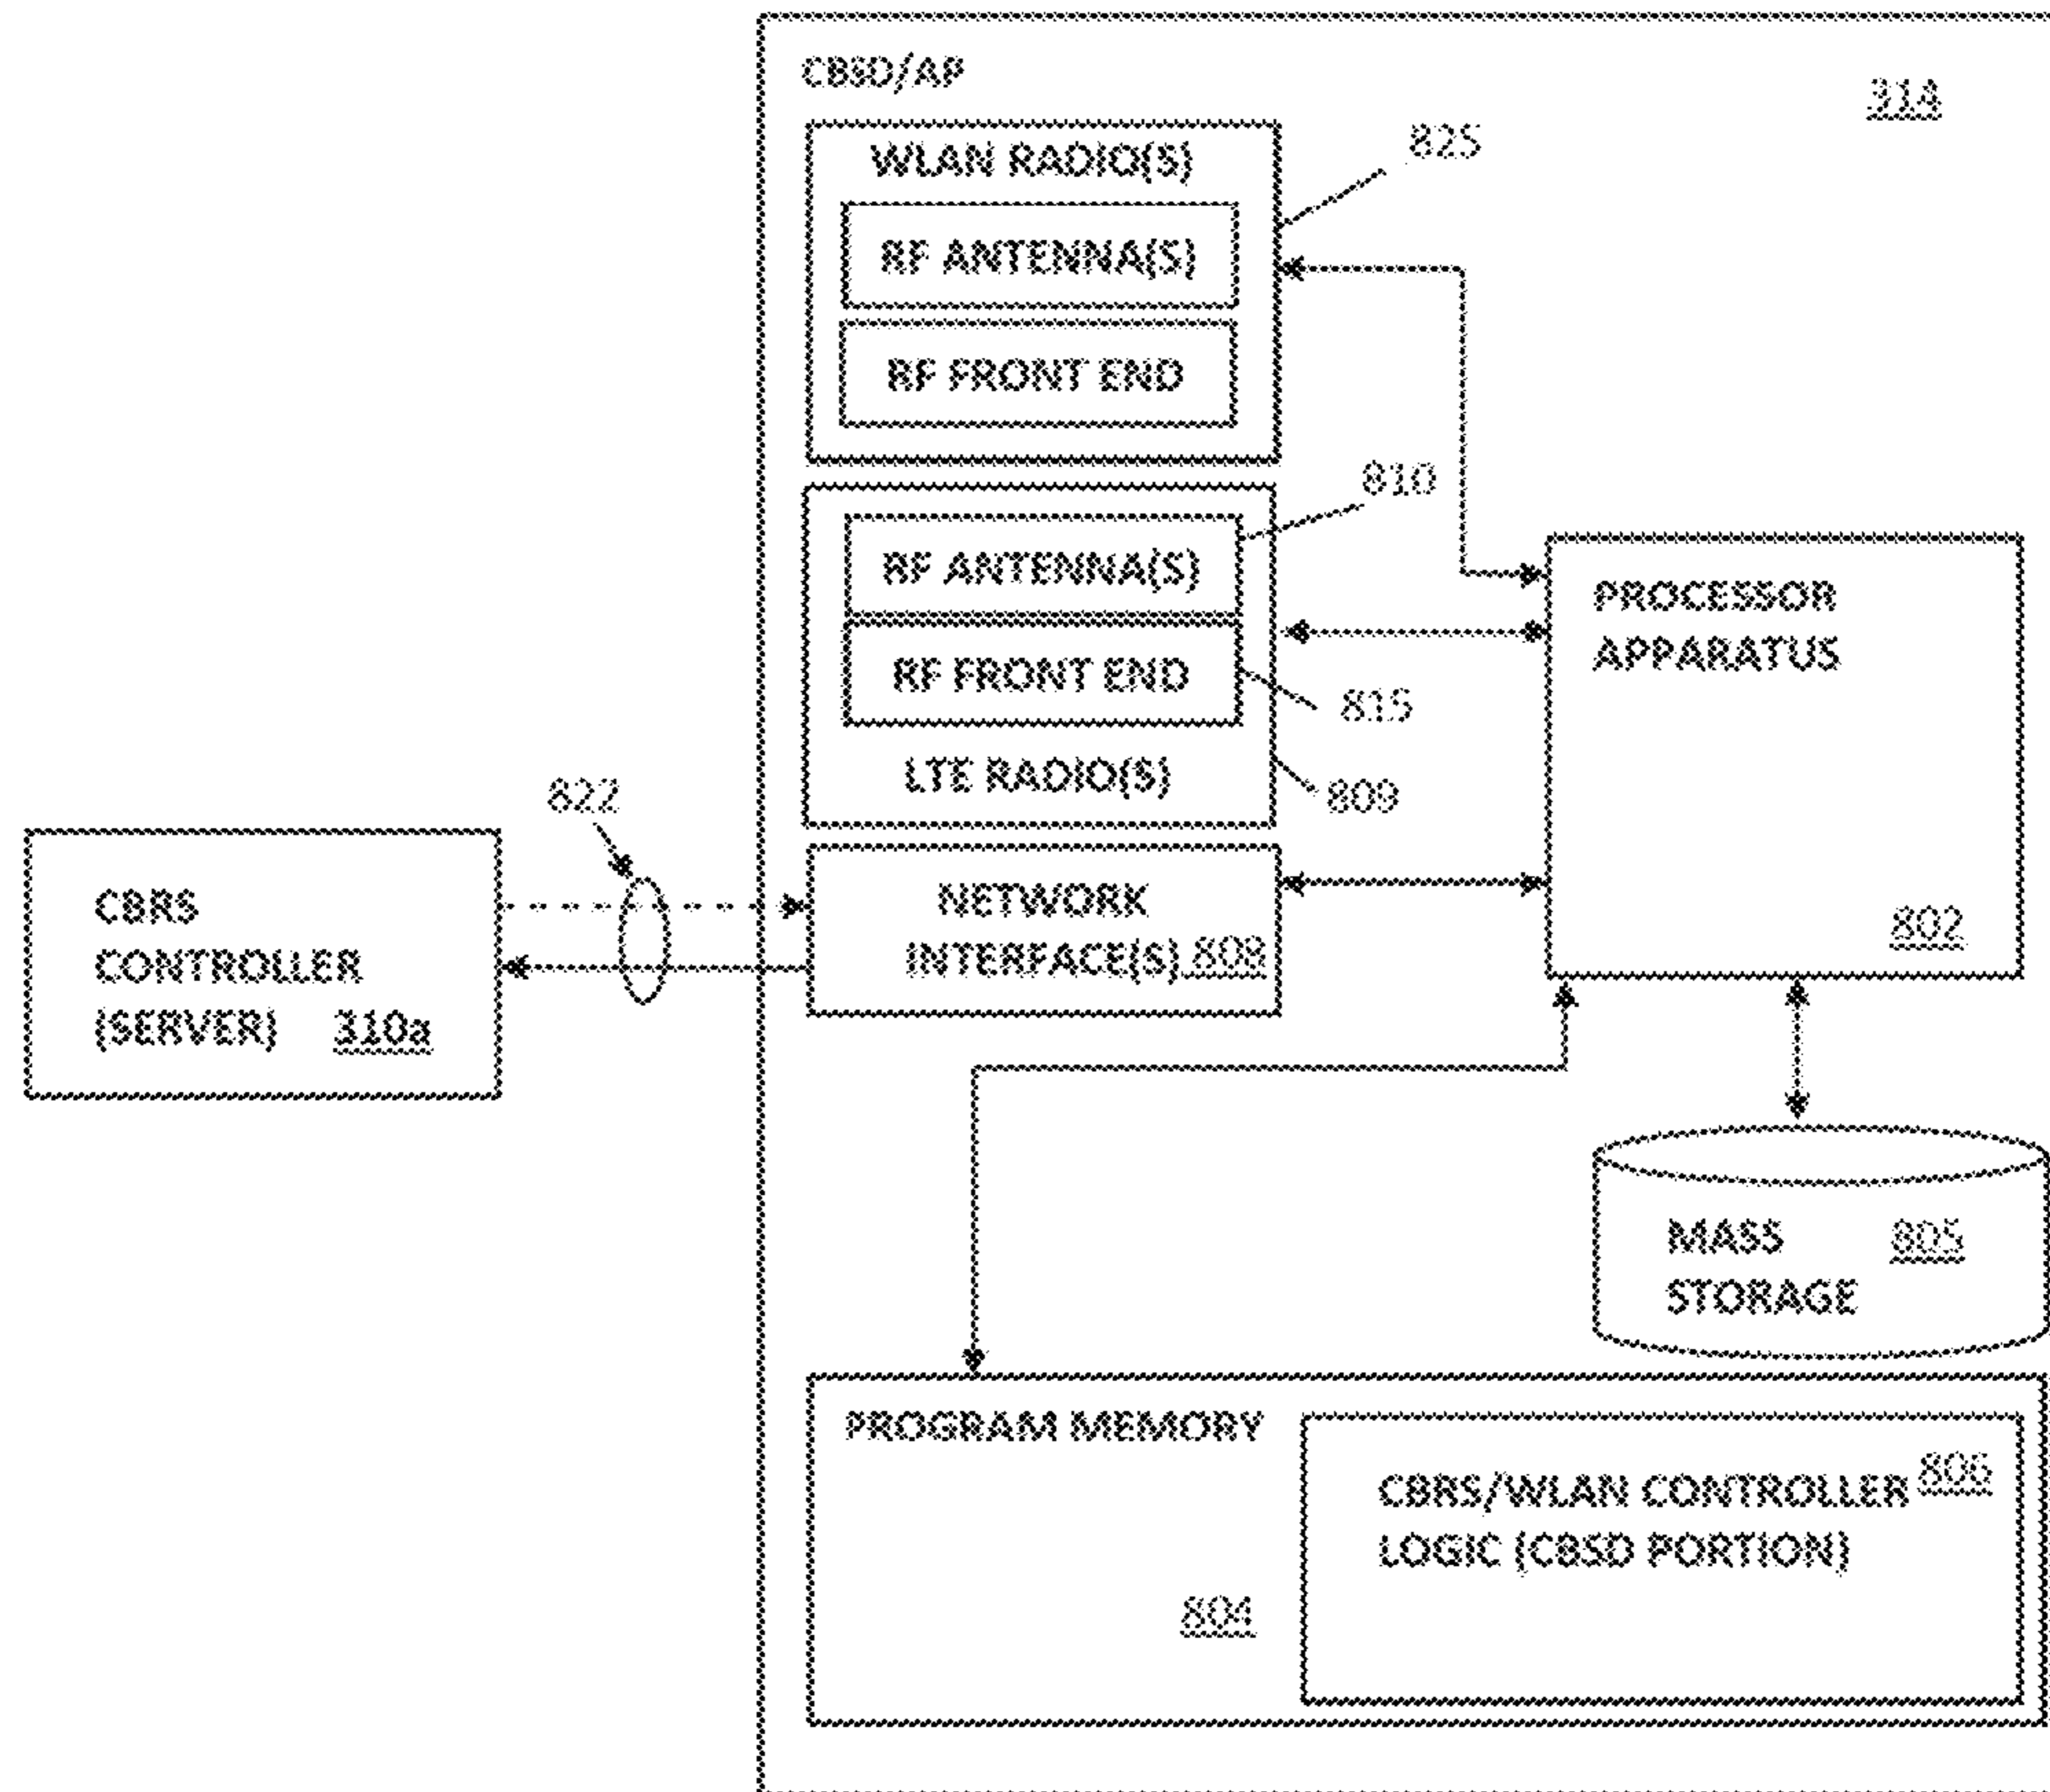 CBSD/AP
314
WLAN RADIO(S)
825
RF ANTENNA(S)
RF FRONT END
810
RF ANTENNA(S)
RF FRONT END
815
LTE RADIO(S)
809
PROCESSOR
APPARATUS
802
822
CBRS
CONTROLLER
(SERVER) 310a
NETWORK
INTERFACE(S) 808
MASS 805
STORAGE
PROGRAM MEMORY
804
CBRS/WLAN CONTROLLER 806
LOGIC (CBSD PORTION)